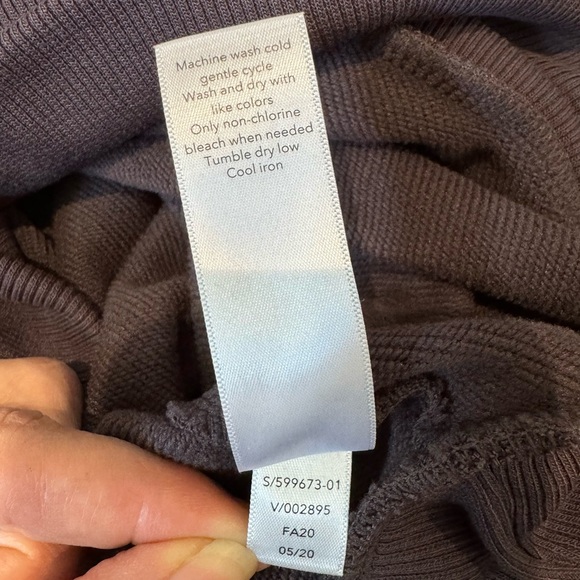 Machine wash cold
gentle cycle
Wash and dry with
like colors
Only non-chlorine
bleach when needed
Tumble dry low
Cool iron
S/599673-01
V/002895
FA20
05/20